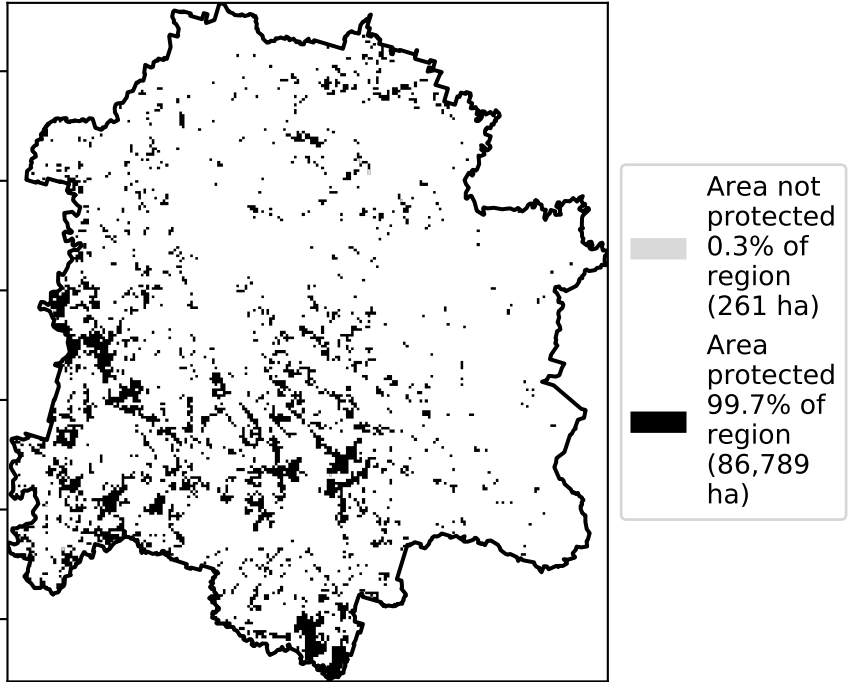 Area not
protected
0.3% of
region
(261 ha)
Area
protected
99.7% of
region
(86,789
ha)